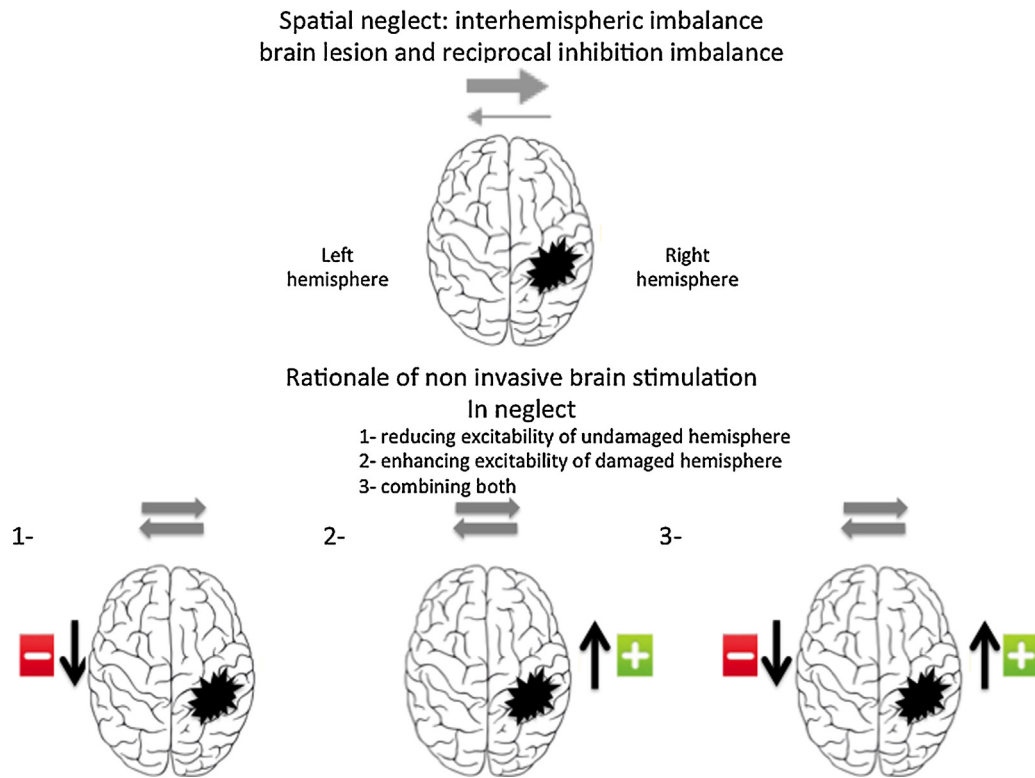 Spatial neglect: interhemispheric imbalance
brain lesion and reciprocal inhibition imbalance
Left
hemisphere
Right
hemisphere
Rationale of non invasive brain stimulation
In neglect
1- reducing excitability of undamaged hemisphere
2- enhancing excitability of damaged hemisphere
3- combining both
1-
2-
3-